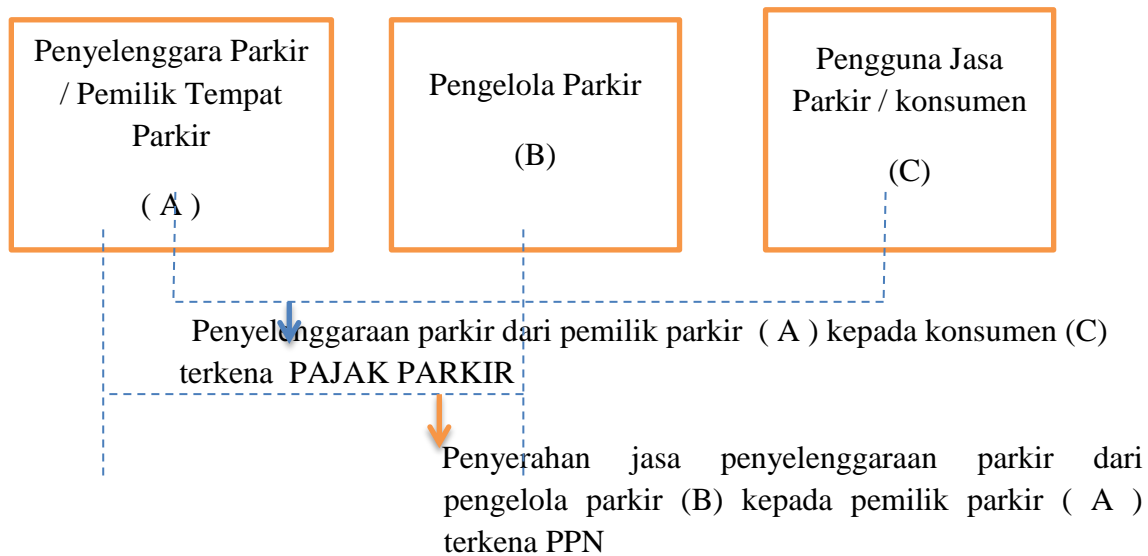 Penyelenggara Parkir
/ Pemilik Tempat
Parkir
( A )
Pengelola Parkir
(B)
Pengguna Jasa
Parkir / konsumen
(C)
Penyelenggaraan parkir dari pemilik parkir ( A ) kepada konsumen (C)
terkena PAJAK PARKIR
Penyerahan jasa penyelenggaraan parkir dari
pengelola parkir (B) kepada pemilik parkir ( A )
terkena PPN